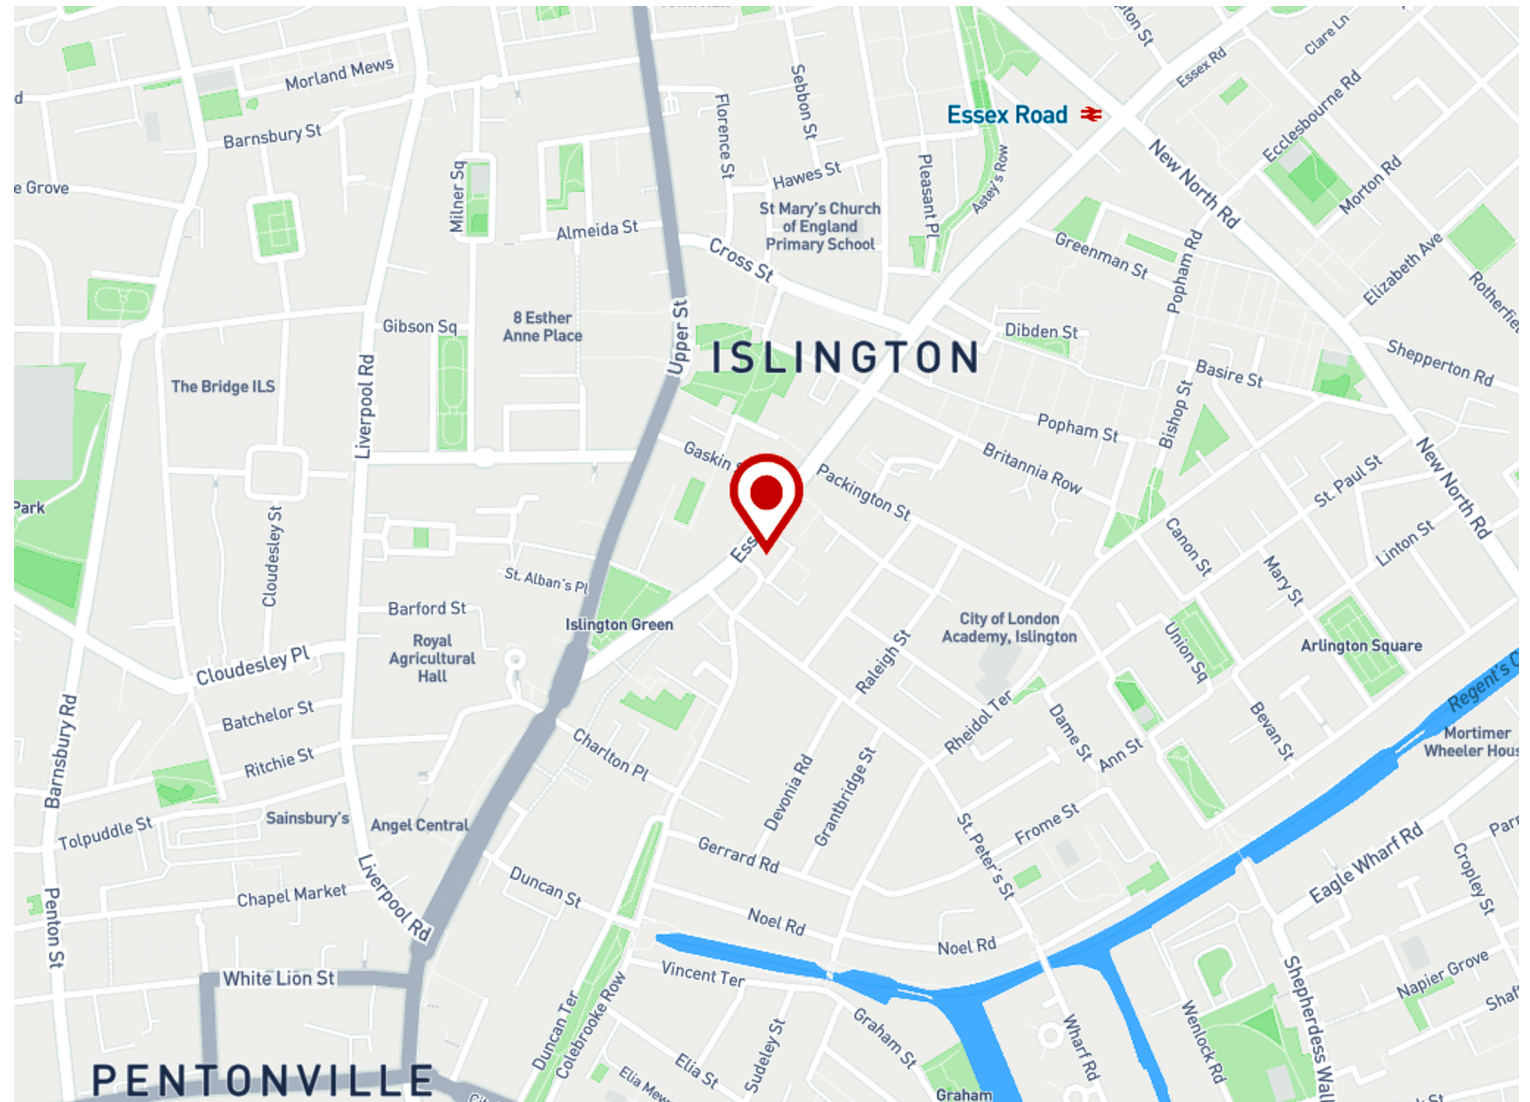 Morland Mews
Barnsbury St
e Grove
Milner Sq
Almeida St
Florence St
Sebbon St
Hawes St
Pleasant Pl
Astey's Row
Essex Road
Essex Rd
Clare Ln
Ecclesbourne Rd
New North Rd
Morton Rd
St Mary's Church
of England
Primary School
Cross St
Greenman St
Popham Rd
Elizabeth Ave
Gibson Sq
8 Esther
Anne Place
Upper St
ISLINGTON
Dibden St
Basire St
Shepperton Rd
The Bridge ILS
Liverpool Rd
Bishop St
Popham St
Britannia Row
Gaskin
Packington St
St. Paul St
New North Rd
Park
Cloudesley St
Canon St
Linton St
Mary St
St. Alban's Pl
Barford St
Islington Green
Royal
Agricultural
Hall
City of London
Academy, Islington
Raleigh St
Union Sq
Arlington Square
Cloudesley Pl
Batchelor St
Ritchie St
Barnsbury Rd
Charlton Pl
Rheidol Ter
Dame St
Ann St
Bevan St
Regent's C
Mortimer
Wheeler Hous
Devonia Rd
Grantbridge St
Tolpuddle St
Sainsbury's
Angel Central
Gerrard Rd
St. Peter's St
Frome St
Eagle Wharf Rd
Cropley St
Liverpool Rd
Chapel Market
Penton St
Duncan St
Noel Rd
Noel Rd
White Lion St
Vincent Ter
Duncan Ter
Colebrooke Row
Graham St
Sudeley St
Elia St
Elia Mew
Wharf Rd
Wenlock Rd
Shepherdess Wal
Napier Grove
PENTONVILLE
Graham